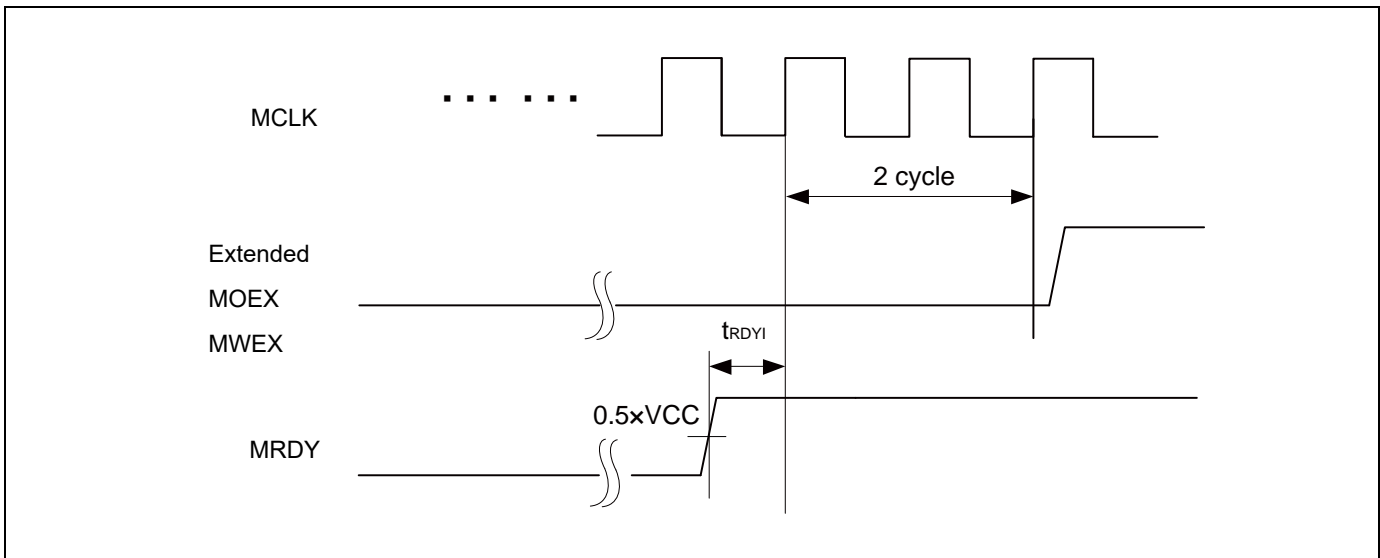 MCLK
... ...
2 cycle
Extended
MOEX
MWEX
tRDYI
0.5×VCC
MRDY